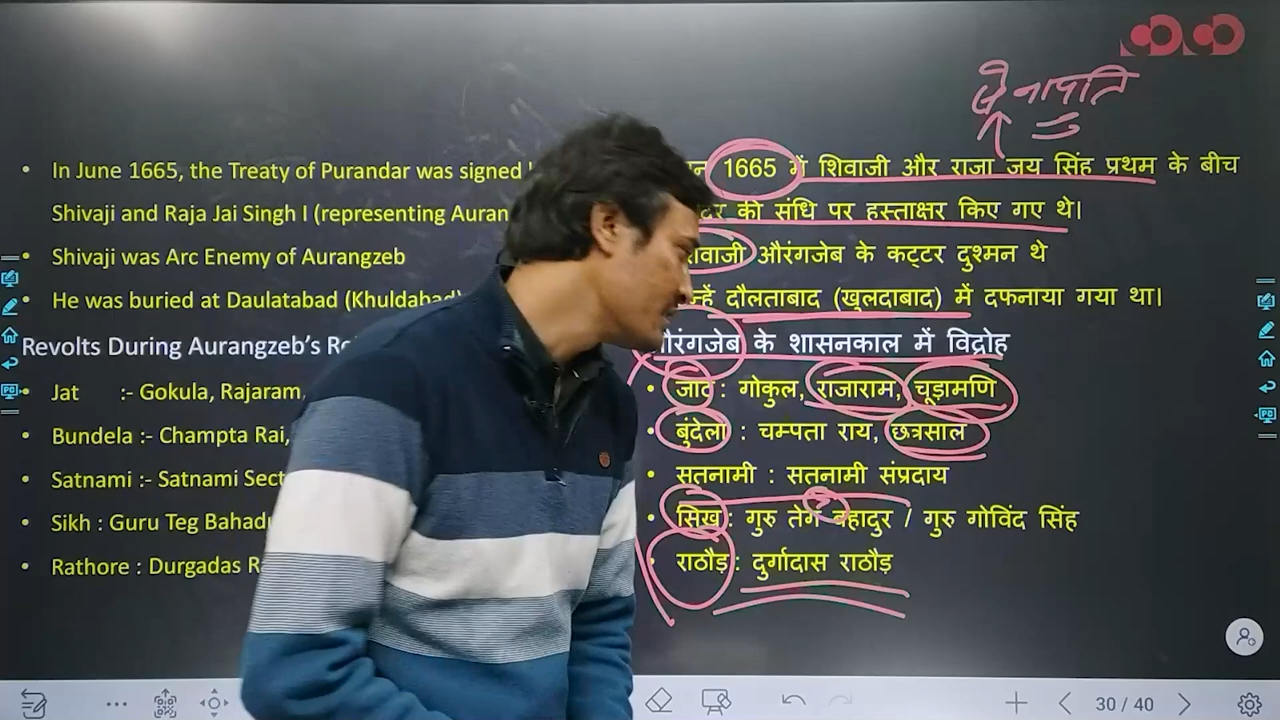 सेनापति
In June 1665, the Treaty of Purandar was signed
1665 में शिवाजी और राजा जय सिंह प्रथम के बीच
Shivaji and Raja Jai Singh I (representing Auran
की संधि पर हस्ताक्षर किए गए थे।
Shivaji was Arc Enemy of Aurangzeb
औरंगजेब के कट्टर दुश्मन थे
He was buried at Daulatabad (Khuldabad)
न्हें दौलताबाद (खुलदाबाद) में दफनाया गया था।
Revolts During Aurangzeb's Re
औरंगजेब के शासनकाल में विद्रोह
Jat :- Gokula, Rajaram,
जाट : गोकुल, राजाराम, चूड़ामणि
Bundela :- Champta Rai,
बुंदेला : चम्पता राय, छत्रसाल
Satnami :- Satnami Sect
सतनामी : सतनामी संप्रदाय
Sikh : Guru Teg Bahadu
सिख : गुरु तेग बहादुर / गुरु गोविंद सिंह
Rathore : Durgadas R
राठौड़ : दुर्गादास राठौड़
30 / 40